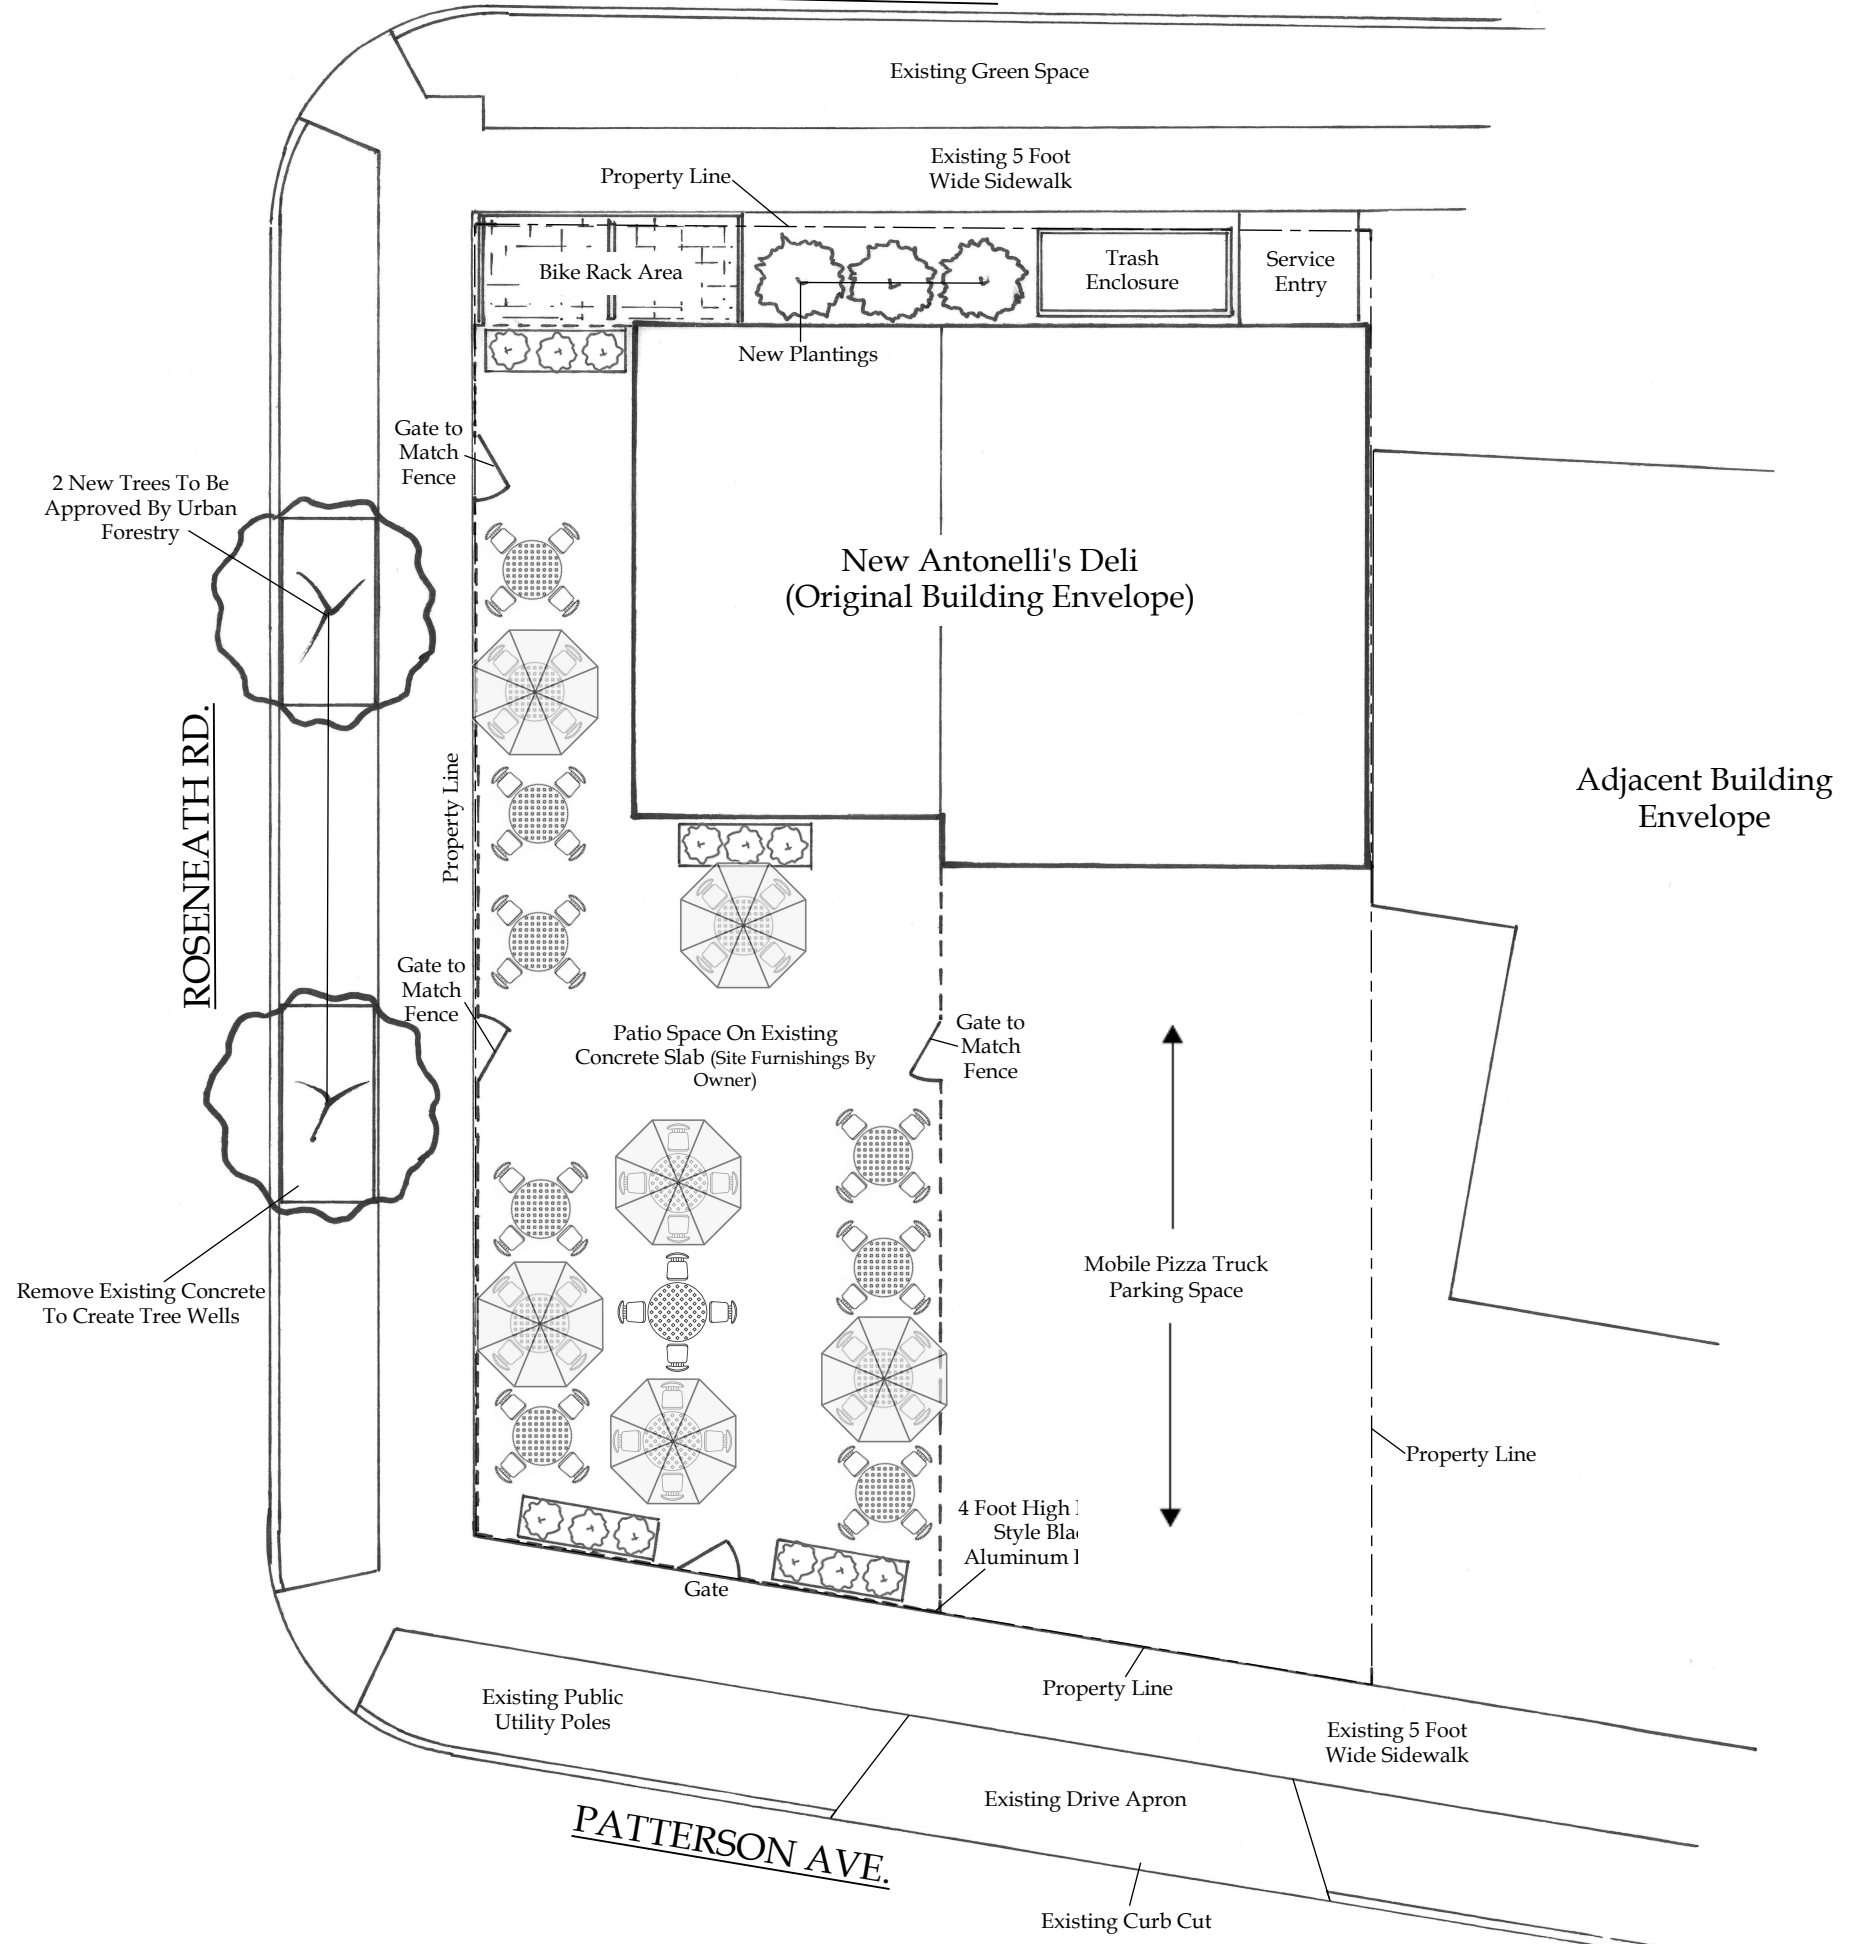 Existing Green Space
Existing 5 Foot
Wide Sidewalk
Property Line
Bike Rack Area
Trash
Enclosure
Service
Entry
New Plantings
Gate to
Match
Fence
2 New Trees To Be
Approved By Urban
Forestry
New Antonelli's Deli
(Original Building Envelope)
ROSENEATH RD.
Property Line
Adjacent Building
Envelope
Gate to
Match
Fence
Patio Space On Existing
Concrete Slab (Site Furnishings By
Owner)
Gate to
Match
Fence
Remove Existing Concrete
To Create Tree Wells
Mobile Pizza Truck
Parking Space
Property Line
4 Foot High
Style
Aluminum
Gate
Property Line
Existing Public
Utility Poles
Existing 5 Foot
Wide Sidewalk
Existing Drive Apron
PATTERSON AVE.
Existing Curb Cut